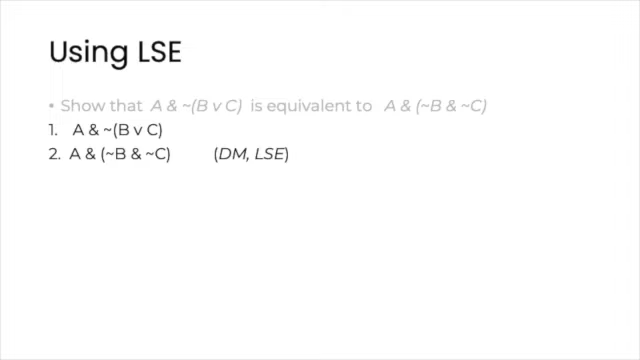 Using LSE
• Show that A & ~(B v C) is equivalent to A & (~B & ~C)
1. A & ~(B v C)
2. A & (~B & ~C) (DM, LSE)